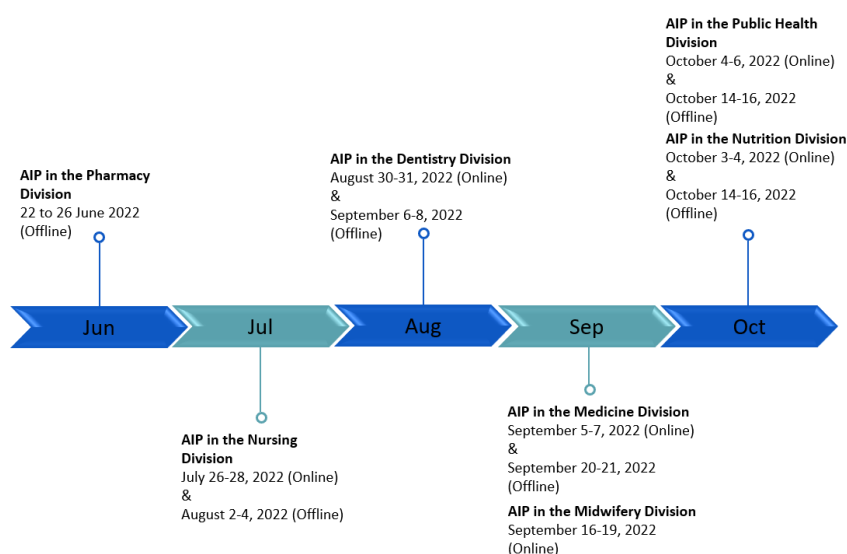 AIP in the Public Health
Division
October 4-6, 2022 (Online)
&
October 14-16, 2022
(Offline)
AIP in the Nutrition Division
October 3-4, 2022 (Online)
&
October 14-16, 2022
(Offline)
AIP in the Dentistry Division
August 30-31, 2022 (Online)
&
September 6-8, 2022
(Offline)
AIP in the Pharmacy
Division
22 to 26 June 2022
(Offline)
Jun
Jul
Aug
Sep
Oct
AIP in the Nursing
Division
July 26-28, 2022 (Online)
&
August 2-4, 2022 (Offline)
AIP in the Medicine Division
September 5-7, 2022 (Online)
&
September 20-21, 2022
(Offline)
AIP in the Midwifery Division
September 16-19, 2022
(Online)